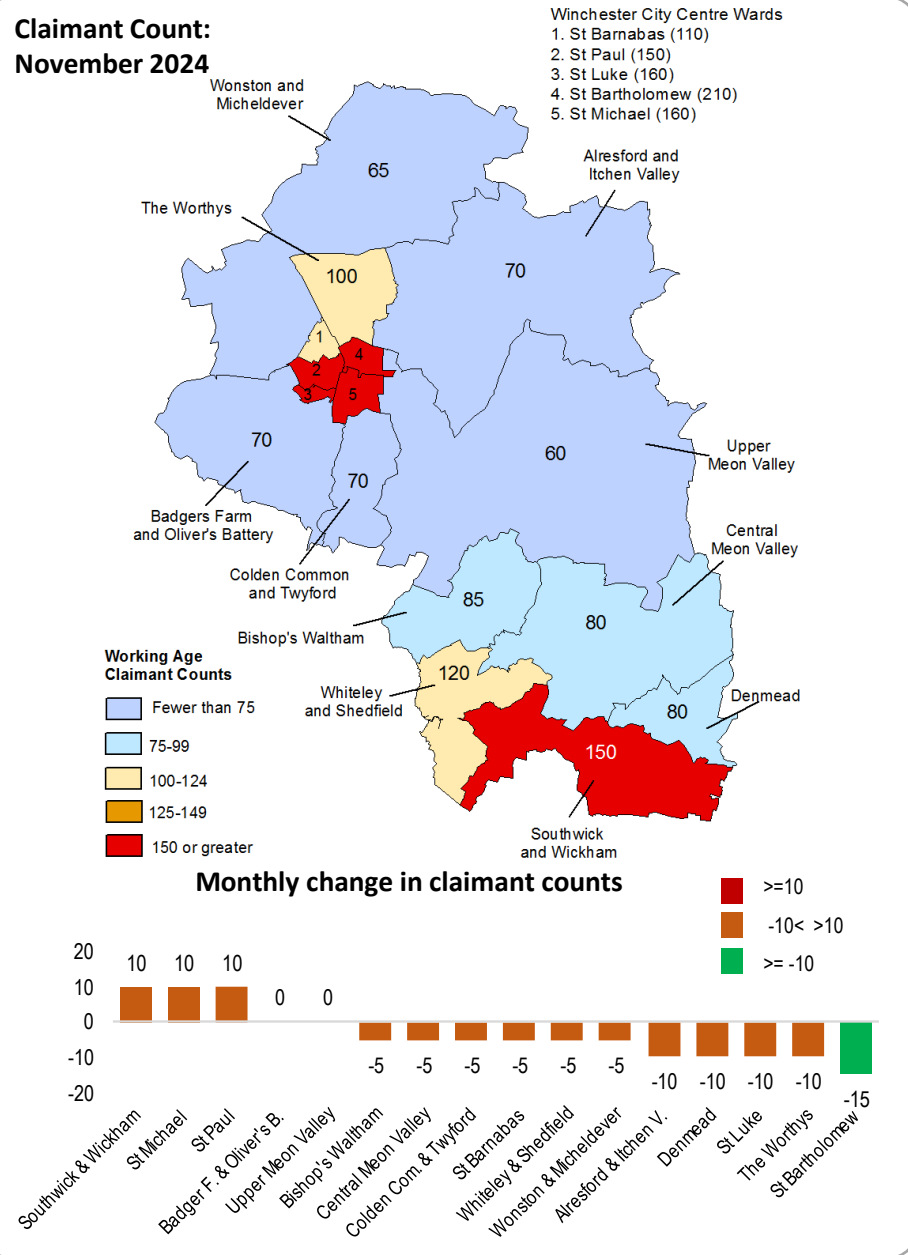 Claimant Count:
November 2024
Winchester City Centre Wards
1. St Barnabas (110)
2. St Paul (150)
3. St Luke (160)
4. St Bartholomew (210)
5. St Michael (160)
Wonston and
Micheldever
65
Alresford and
Itchen Valley
The Worthys
100
70
1
4
2
3
5
70
70
60
Upper
Meon Valley
Badgers Farm
and Oliver's Battery
Central
Meon Valley
Colden Common
and Twyford
85
80
Bishop's Waltham
Working Age
Claimant Counts
Fewer than 75
75-99
100-124
125-149
150 or greater
120
Whiteley
and Shedfield
Denmead
80
150
Southwick
and Wickham
Monthly change in claimant counts
>=10
-10< >10
>= -10
20
10
0
-10
-20
10
10
10
0
0
-5
-5
-5
-5
-5
-5
-10
-10
-10
-10
-15
Southwick & Wickham
St Michael
St Paul
Badger F. & Oliver's B.
Upper Meon Valley
Bishop's Waltham
Central Meon Valley
Colden Com. & Twyford
St Barnabas
Whiteley & Shedfield
Wonston & Micheldever
Alresford & Itchen V.
Denmead
St Luke
The Worthys
St Bartholomew